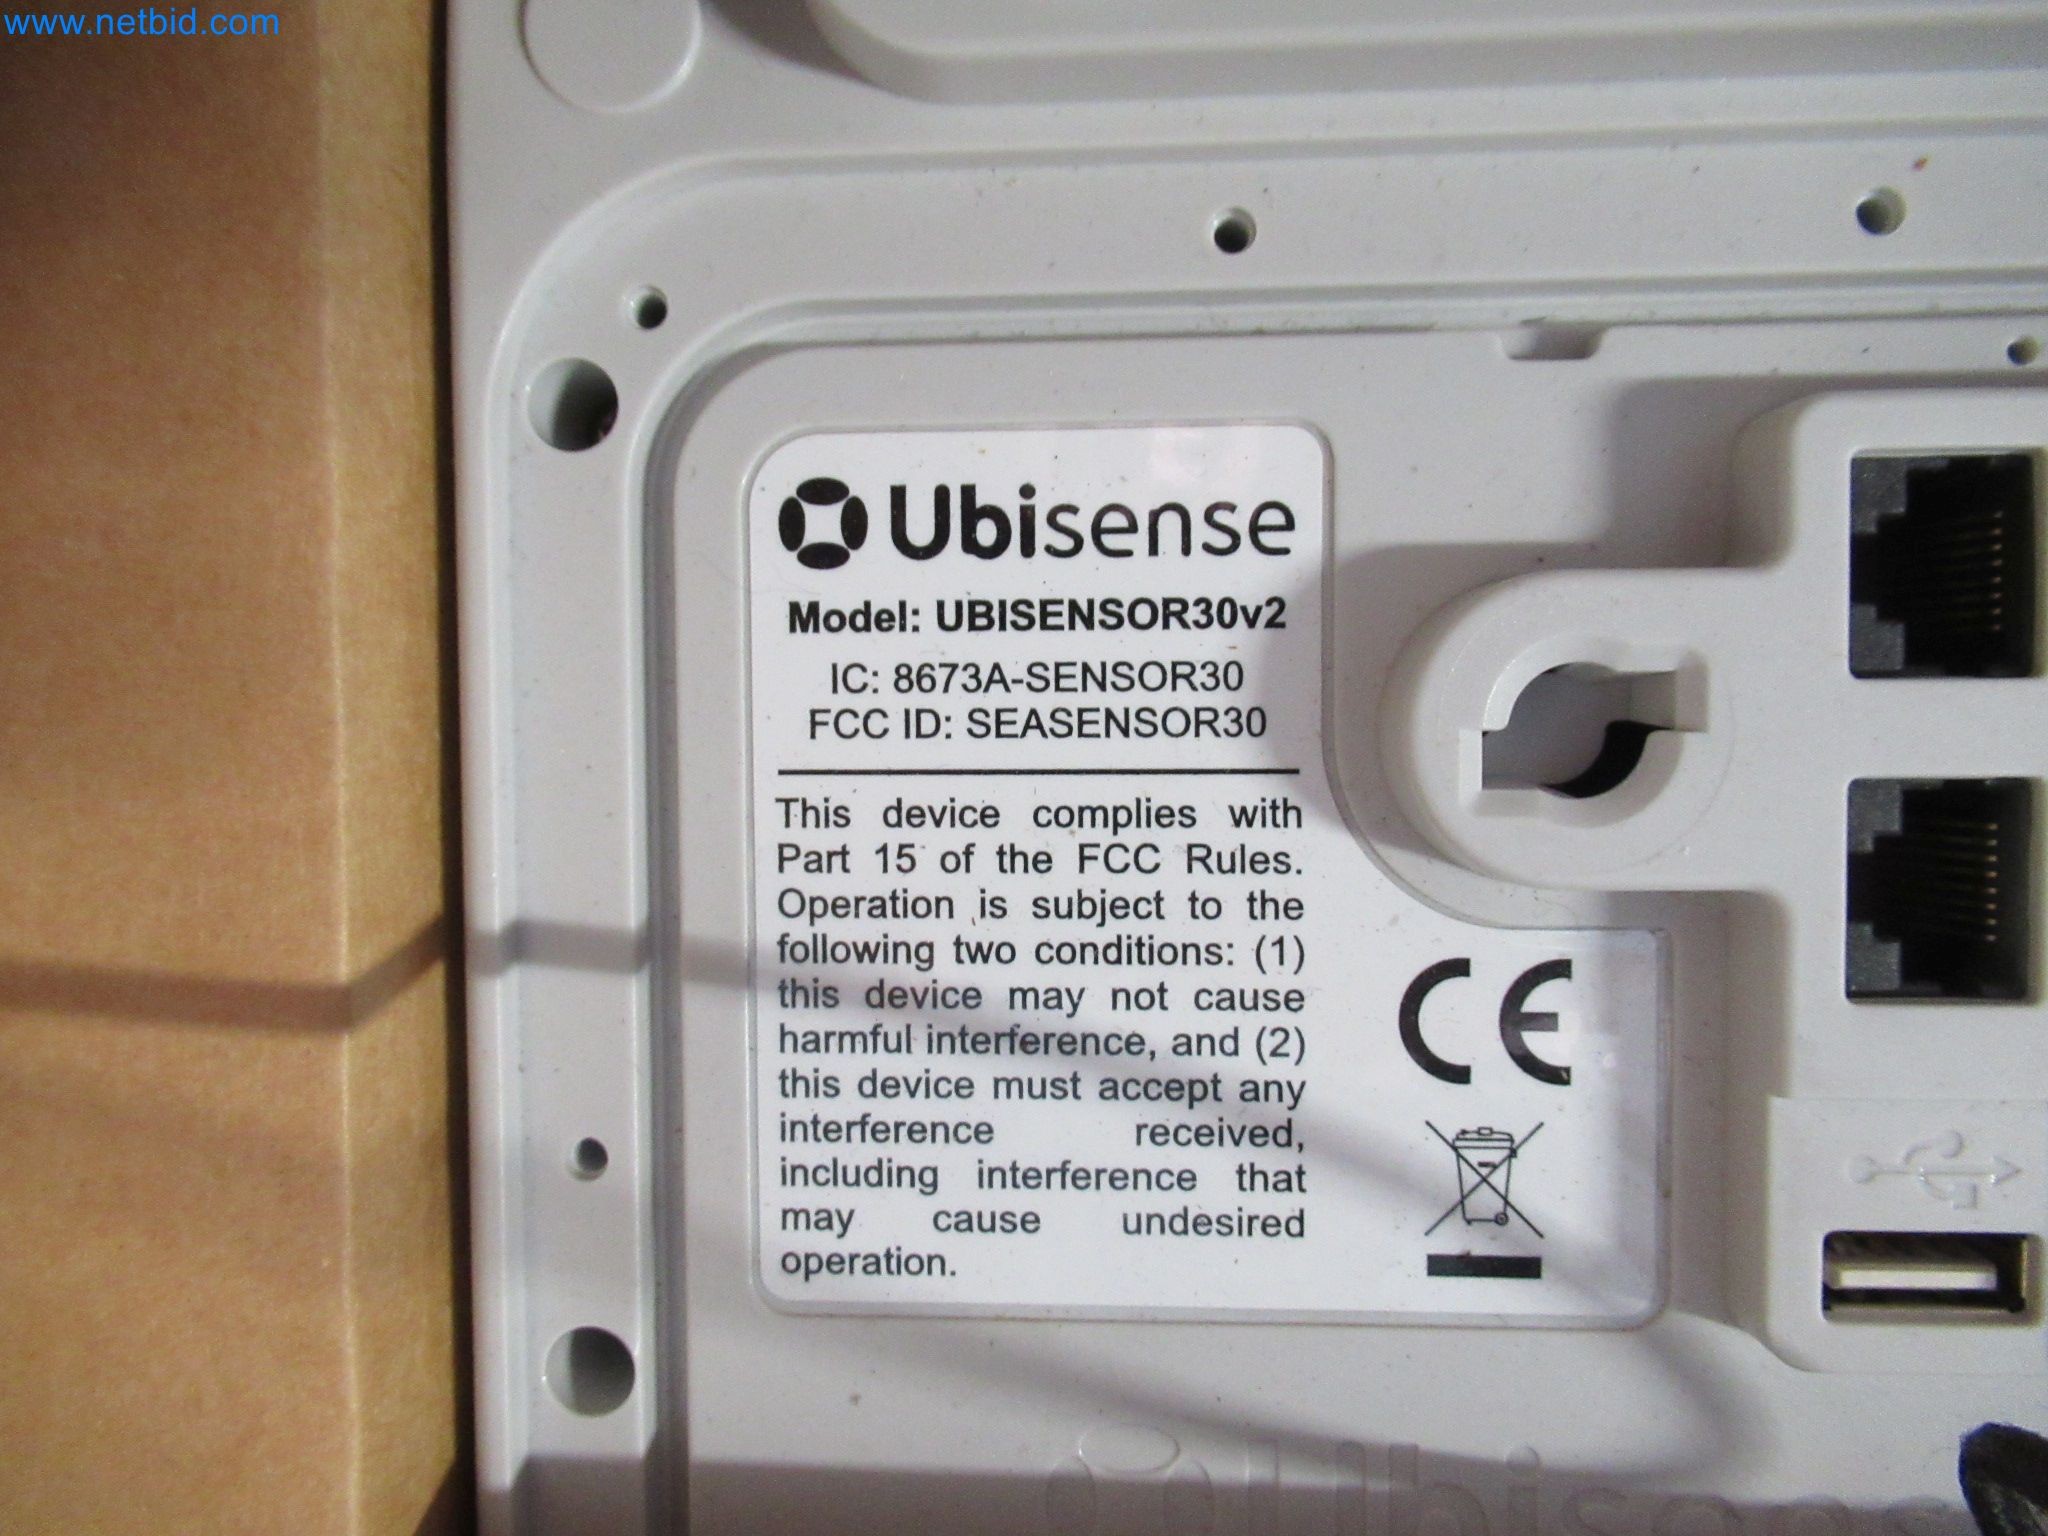 www.netbid.com
Ubisense
Model: UBISENSOR30v2
IC: 8673A-SENSOR30
FCC ID: SEASENSOR30
This device complies with
Part 15 of the FCC Rules.
Operation is subject to the
following two conditions: (1)
this device may not cause
harmful interference, and (2)
this device must accept any
interference received,
including interference that
may cause undesired
operation.
CE
Ubisense